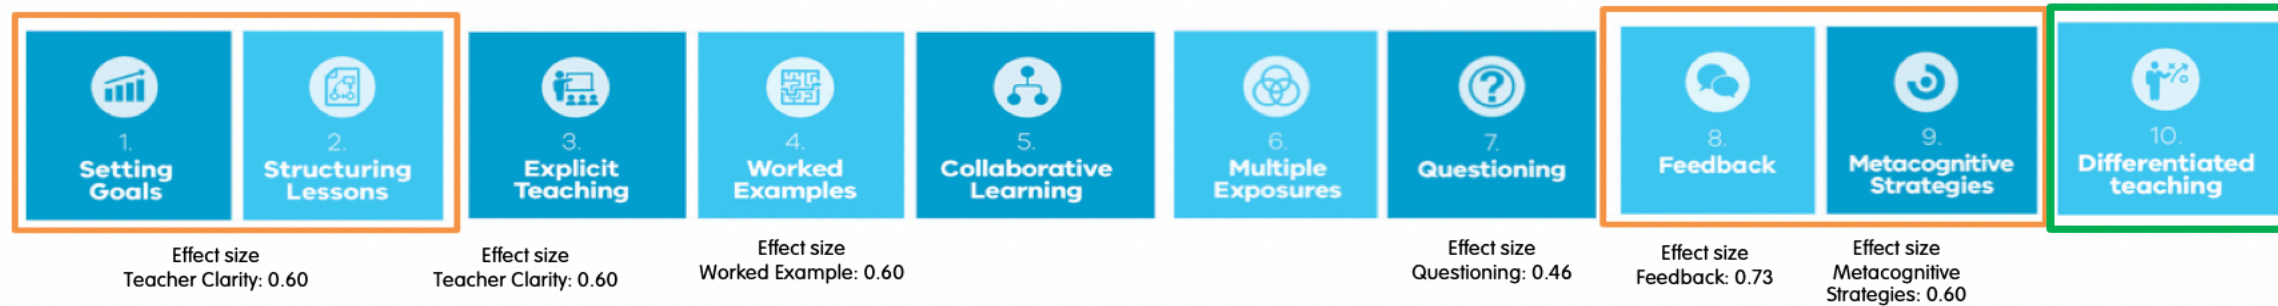 1.
Setting
Goals
2.
Structuring
Lessons
3.
Explicit
Teaching
4.
Worked
Examples
5.
Collaborative
Learning
6.
Multiple
Exposures
7.
Questioning
8.
Feedback
9.
Metacognitive
Strategies
10.
Differentiated
teaching
Effect size
Teacher Clarity: 0.60
Effect size
Teacher Clarity: 0.60
Effect size
Worked Example: 0.60
Effect size
Questioning: 0.46
Effect size
Feedback: 0.73
Effect size
Metacognitive
Strategies: 0.60